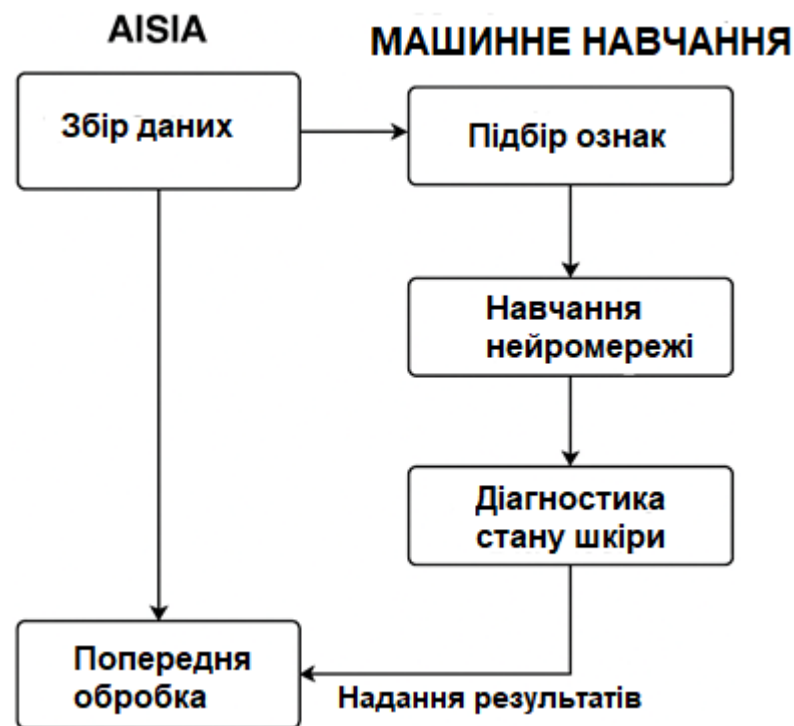 AISIA
МАШИННЕ НАВЧАННЯ
Збір даних
Підбір ознак
Навчання
нейромережі
Діагностика
стану шкіри
Попередня
обробка
Надання результатів